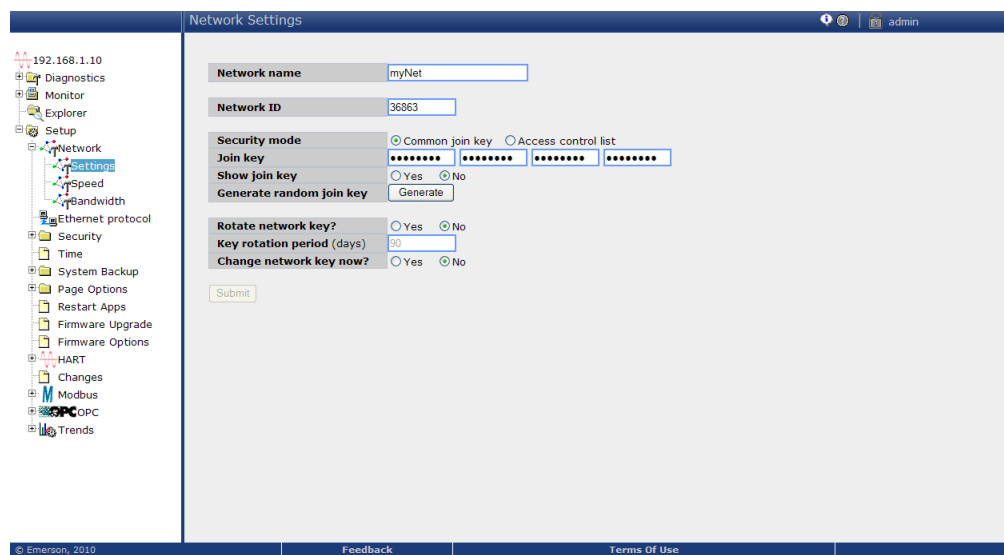 Network Settings
admin
192.168.1.10
Diagnostics
Monitor
Explorer
Setup
Network
Settings
Speed
Bandwidth
Ethernet protocol
Security
Time
System Backup
Page Options
Restart Apps
Firmware Upgrade
Firmware Options
HART
Changes
Modbus
OPC OPC
Trends
Network name myNet
Network ID 36863
Security mode Common join key Access control list
Join key •••••••• •••••••• •••••••• ••••••••
Show join key Yes No
Generate random join key Generate
Rotate network key? Yes No
Key rotation period (days) 90
Change network key now? Yes No
Submit
© Emerson, 2010 Feedback Terms Of Use